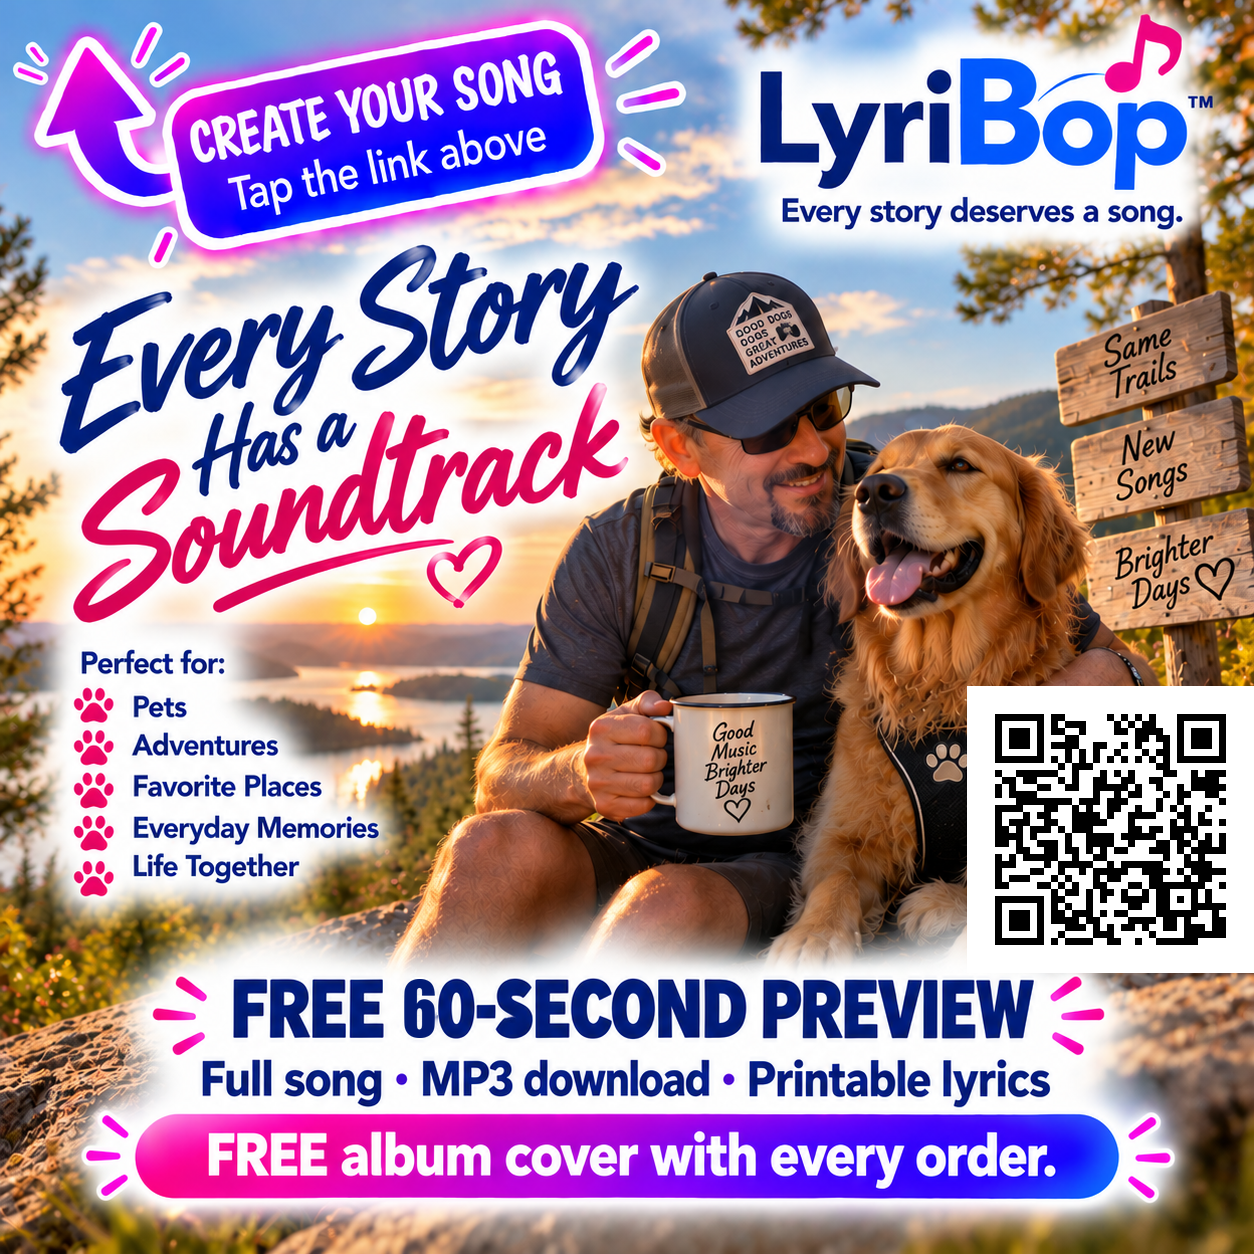 CREATE YOUR SONG
Tap the link above
LyriBop™
Every story deserves a song.
Every Story
Has a
Soundtrack
GOOD DOGS
DOGS
GREAT
ADVENTURES
Same
Trails
New
Songs
Brighter
Days
Perfect for:
Pets
Adventures
Favorite Places
Everyday Memories
Life Together
Good
Music
Brighter
Days
FREE 60-SECOND PREVIEW
Full song • MP3 download • Printable lyrics
FREE album cover with every order.